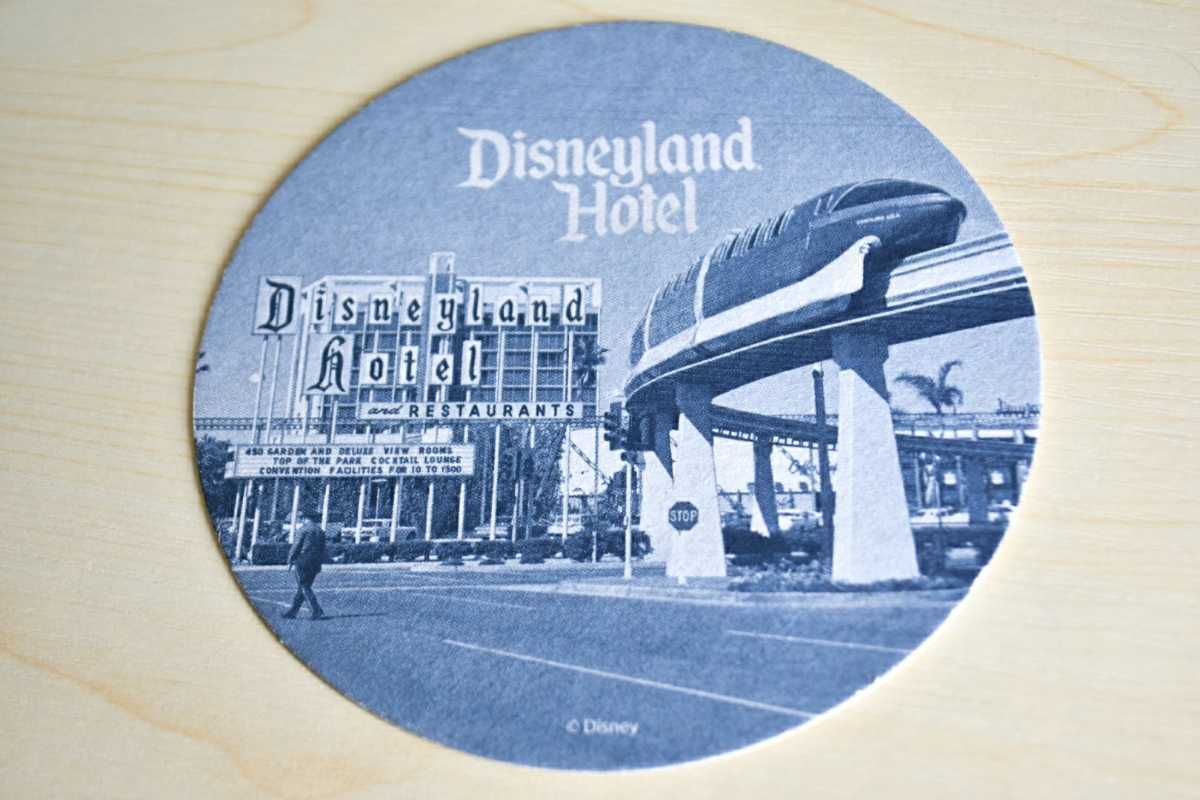 Disneyland
Hotel
Disneyland
Hotel
and RESTAURANTS
450 GARDEN AND DELUXE VIEW ROOMS
TOP OF THE PARK COCKTAIL LOUNGE
CONVENTION FACILITIES FOR 10 TO 1500
STOP
© Disney